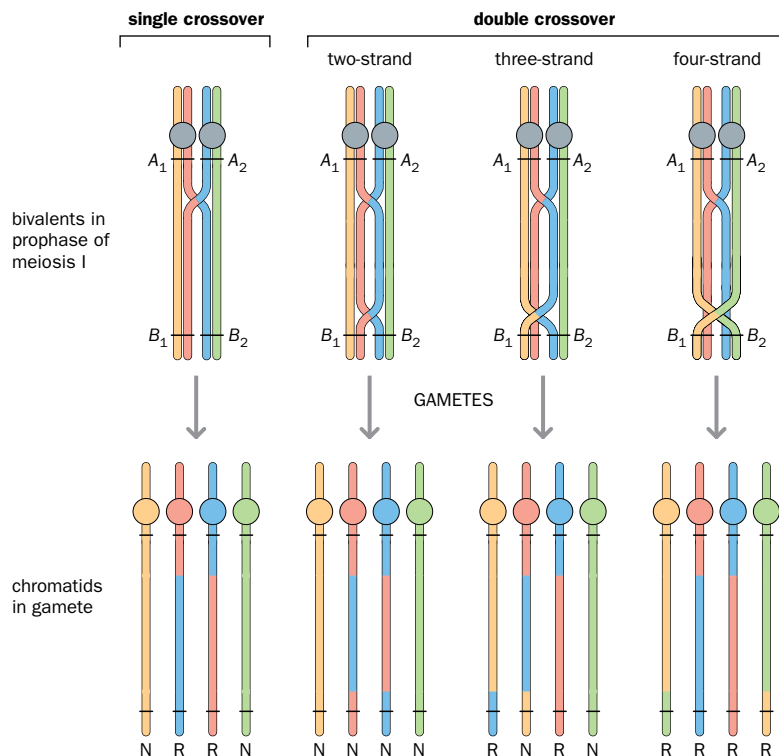 single crossover
double crossover
two-strand
three-strand
four-strand
A1 A2 A1 A2 A1 A2 A1 A2
bivalents in
prophase of
meiosis I
B1 B2 B1 B2 B1 B2 B1 B2
GAMETES
chromatids
in gamete
N R R N N N N N R N R N R R R R